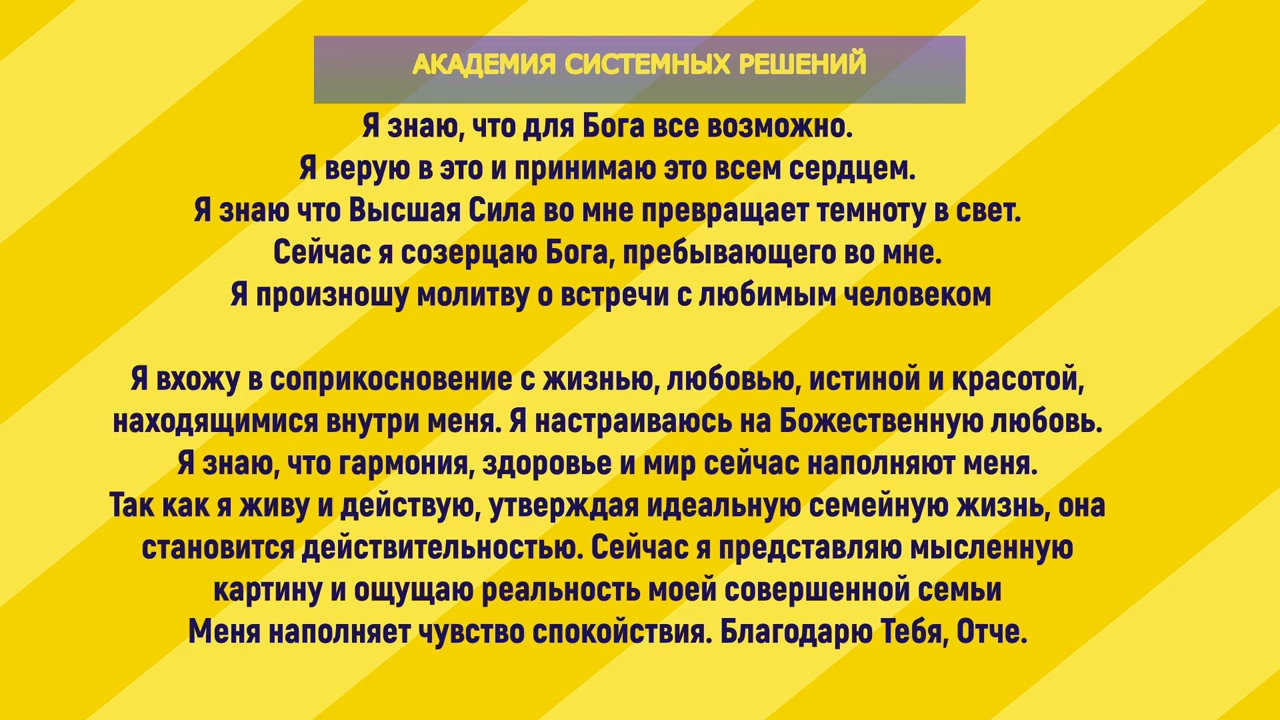 АКАДЕМИЯ СИСТЕМНЫХ РЕШЕНИЙ
Я знаю, что для Бога все возможно.
Я верую в это и принимаю это всем сердцем.
Я знаю что Высшая Сила во мне превращает темноту в свет.
Сейчас я созерцаю Бога, пребывающего во мне.
Я произношу молитву о встречи с любимым человеком
Я вхожу в соприкосновение с жизнью, любовью, истиной и красотой,
находящимися внутри меня. Я настраиваюсь на Божественную любовь.
Я знаю, что гармония, здоровье и мир сейчас наполняют меня.
Так как я живу и действую, утверждая идеальную семейную жизнь, она
становится действительностью. Сейчас я представляю мысленную
картину и ощущаю реальность моей совершенной семьи
Меня наполняет чувство спокойствия. Благодарю Тебя, Отче.